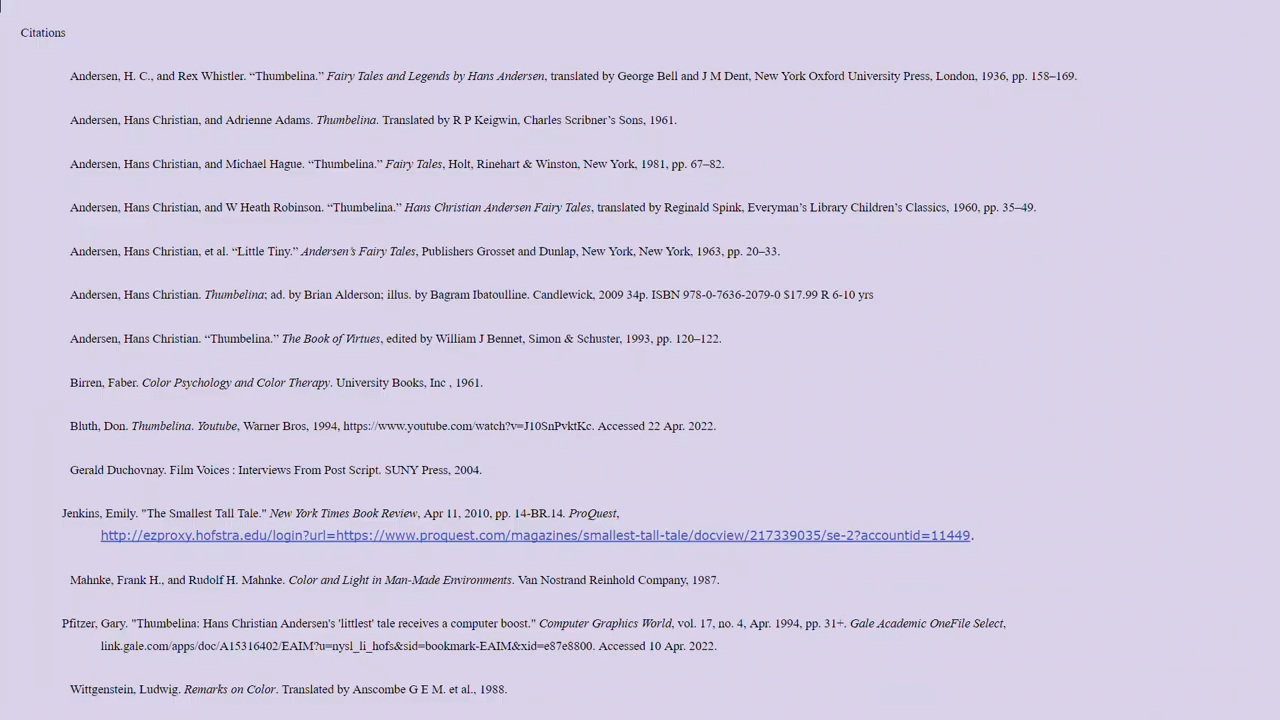 Citations
Andersen, H. C., and Rex Whistler. “Thumbelina.” Fairy Tales and Legends by Hans Andersen, translated by George Bell and J M Dent, New York Oxford University Press, London, 1936, pp. 158–169.
Andersen, Hans Christian, and Adrienne Adams. Thumbelina. Translated by R P Keigwin, Charles Scribner’s Sons, 1961.
Andersen, Hans Christian, and Michael Hague. “Thumbelina.” Fairy Tales, Holt, Rinehart & Winston, New York, 1981, pp. 67–82.
Andersen, Hans Christian, and W Heath Robinson. “Thumbelina.” Hans Christian Andersen Fairy Tales, translated by Reginald Spink, Everyman’s Library Children’s Classics, 1960, pp. 35–49.
Andersen, Hans Christian, et al. “Little Tiny.” Andersen’s Fairy Tales, Publishers Grosset and Dunlap, New York, New York, 1963, pp. 20–33.
Andersen, Hans Christian. Thumbelina; ad. by Brian Alderson; illus. by Bagram Ibatoulline. Candlewick, 2009 34p. ISBN 978-0-7636-2079-0 $17.99 R 6-10 yrs
Andersen, Hans Christian. “Thumbelina.” The Book of Virtues, edited by William J Bennet, Simon & Schuster, 1993, pp. 120–122.
Birren, Faber. Color Psychology and Color Therapy. University Books, Inc , 1961.
Bluth, Don. Thumbelina. Youtube, Warner Bros, 1994, https://www.youtube.com/watch?v=J10SnPvktKc. Accessed 22 Apr. 2022.
Gerald Duchovnay. Film Voices : Interviews From Post Script. SUNY Press, 2004.
Jenkins, Emily. "The Smallest Tall Tale." New York Times Book Review, Apr 11, 2010, pp. 14-BR.14. ProQuest,
http://ezproxy.hofstra.edu/login?url=https://www.proquest.com/magazines/smallest-tall-tale/docview/217339035/se-2?accountid=11449.
Mahnke, Frank H., and Rudolf H. Mahnke. Color and Light in Man-Made Environments. Van Nostrand Reinhold Company, 1987.
Pfitzer, Gary. "Thumbelina: Hans Christian Andersen's 'littlest' tale receives a computer boost." Computer Graphics World, vol. 17, no. 4, Apr. 1994, pp. 31+. Gale Academic OneFile Select,
link.gale.com/apps/doc/A15316402/EAIM?u=nysl_li_hofs&sid=bookmark-EAIM&xid=e87e8800. Accessed 10 Apr. 2022.
Wittgenstein, Ludwig. Remarks on Color. Translated by Anscombe G E M. et al., 1988.